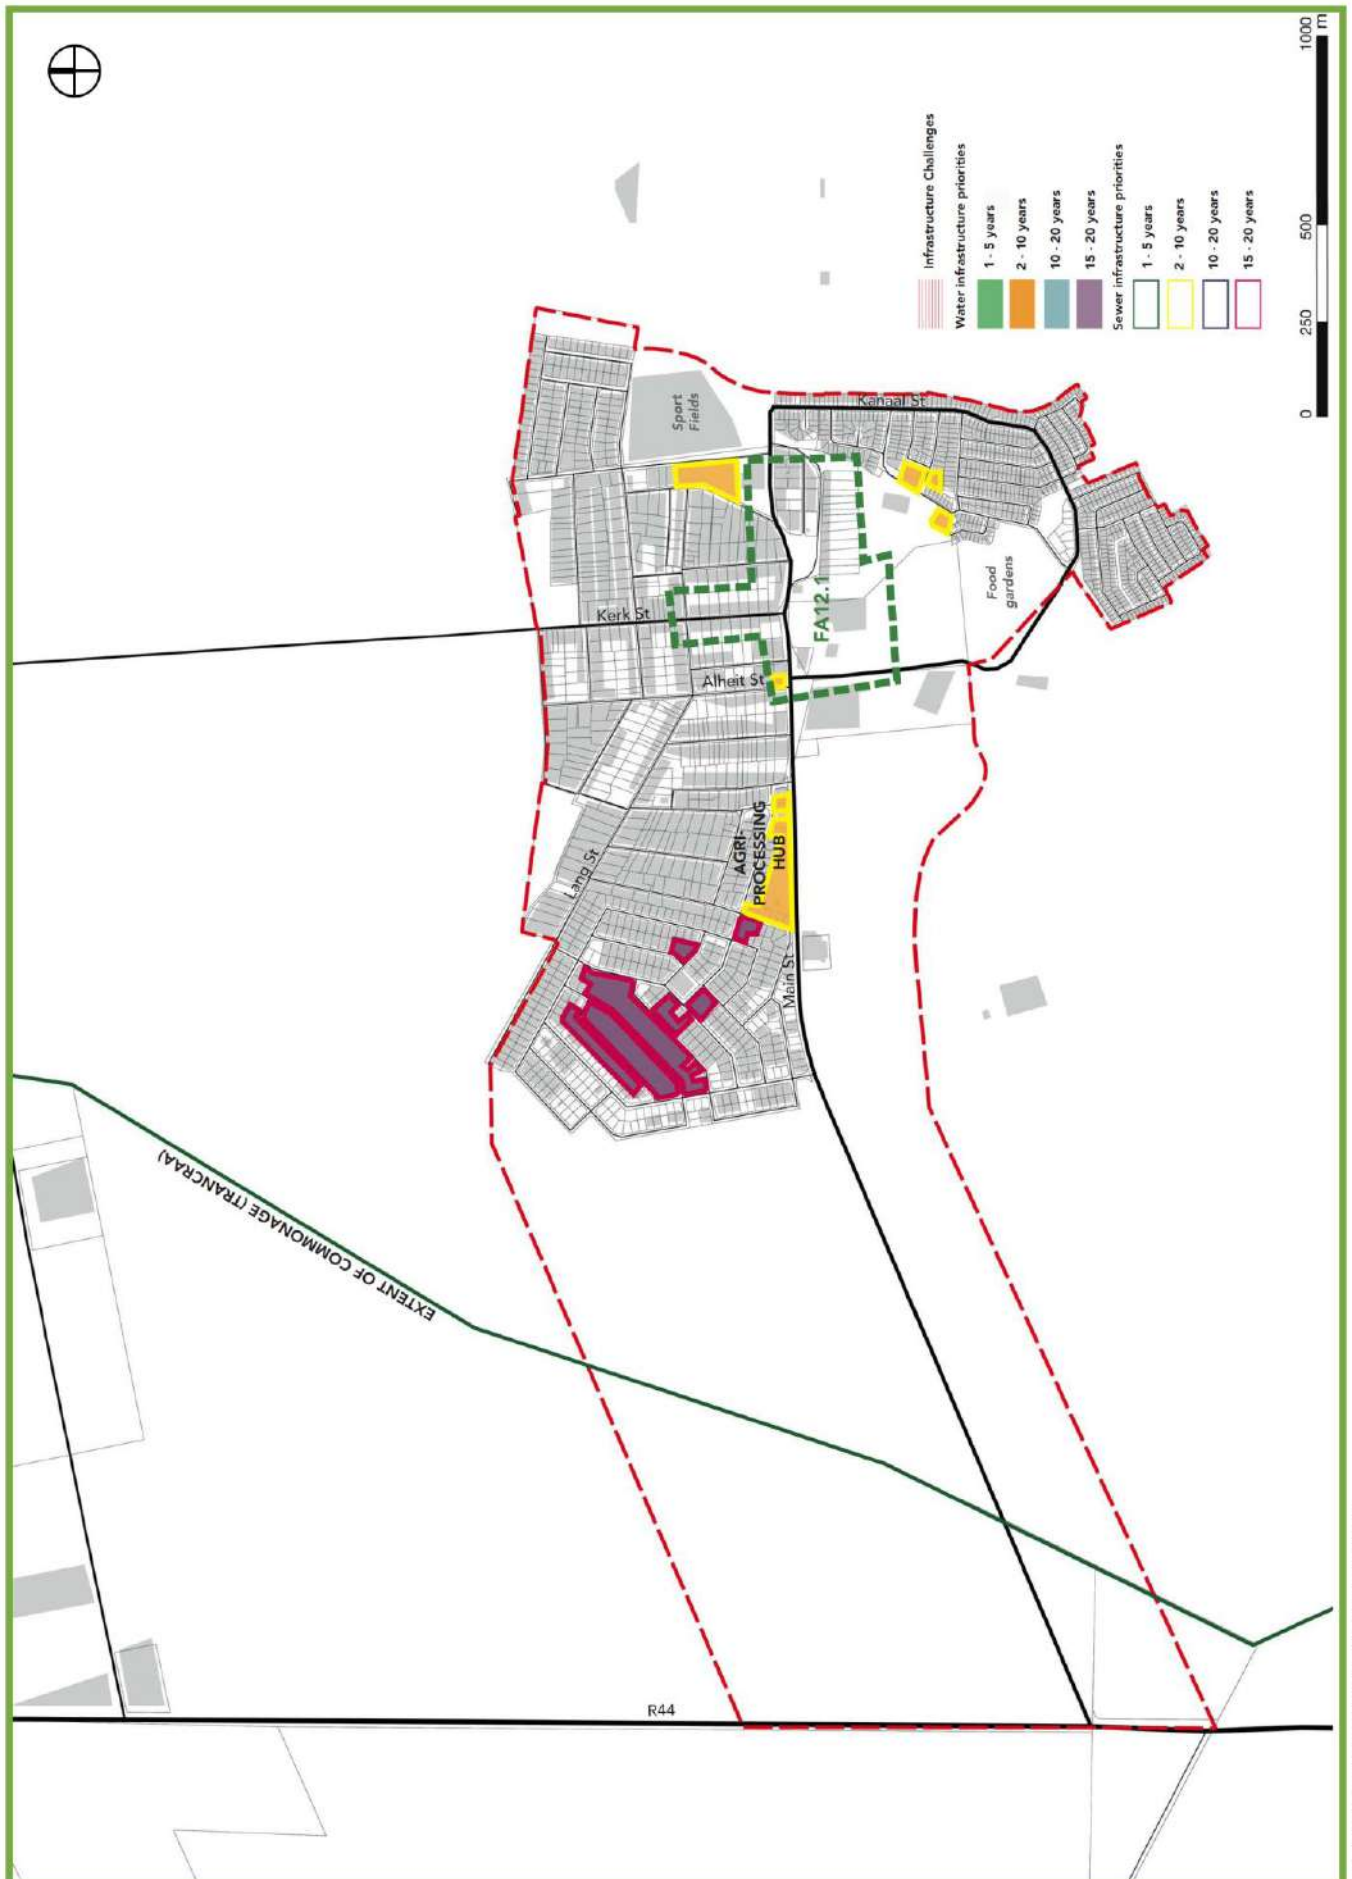 1000
m
500
250
0
Infrastructure Challenges
Water infrastructure priorities
1 - 5 years
2 - 10 years
10 - 20 years
15 - 20 years
Sewer infrastructure priorities
1 - 5 years
2 - 10 years
10 - 20 years
15 - 20 years
Sport
Fields
Kanaal St
Kerk St
FA12.1
Food
gardens
Alheit St
Lang St
AGRI-
PROCESSING
HUB
Main St
EXTENT OF COMMONAGE (TRANCRAA)
R44